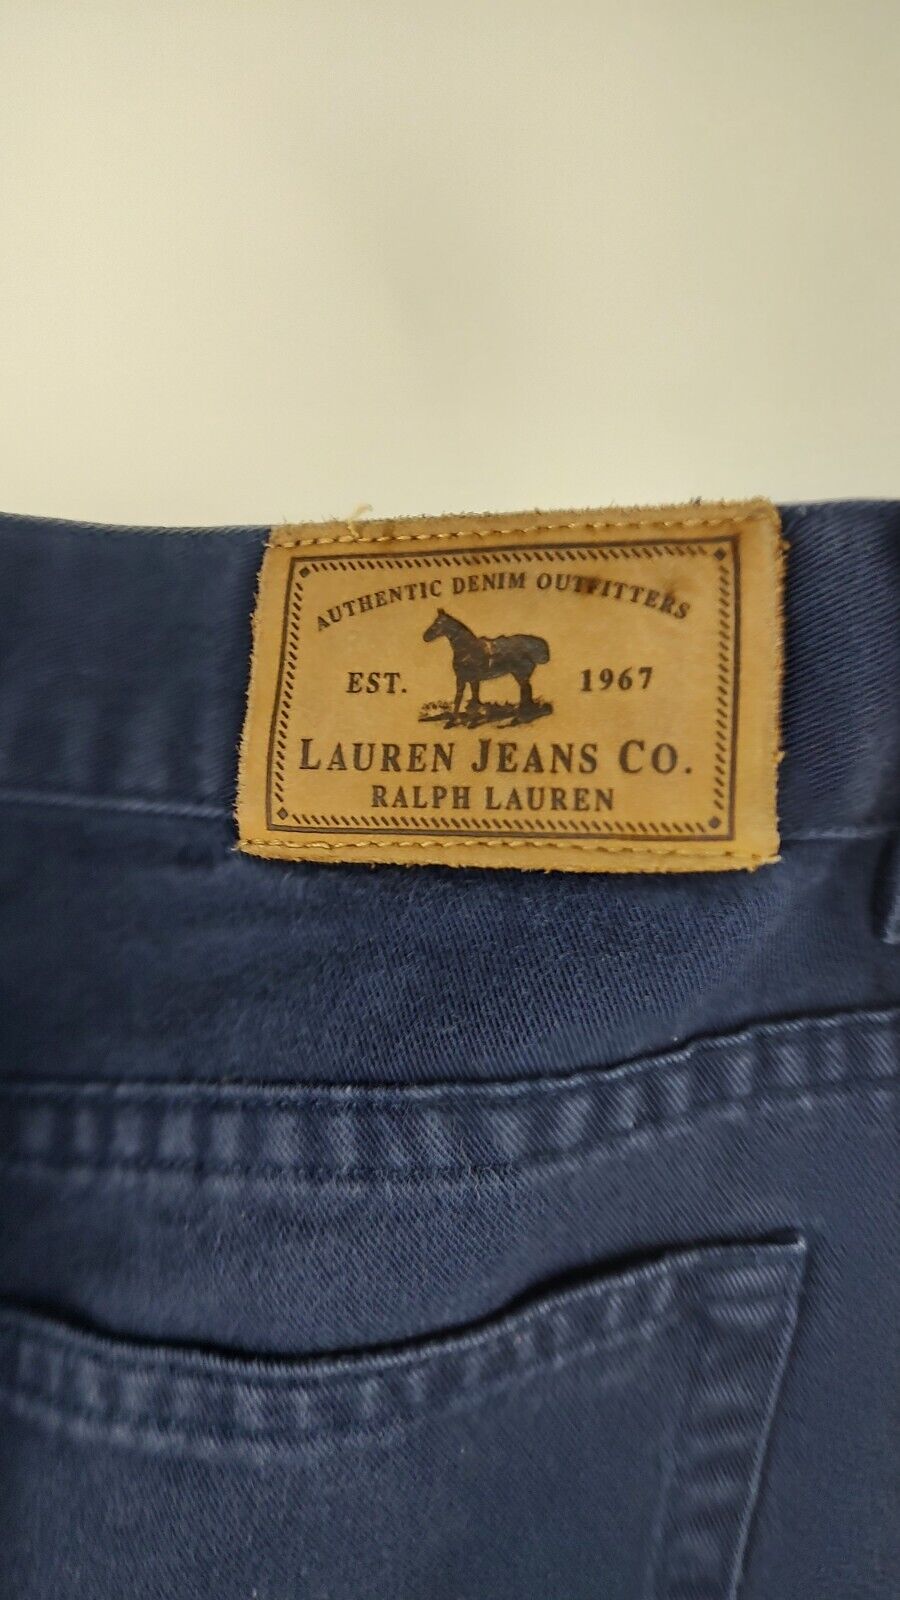 AUTHENTIC DENIM OUTFITTERS
EST. 1967
LAUREN JEANS CO.
RALPH LAUREN